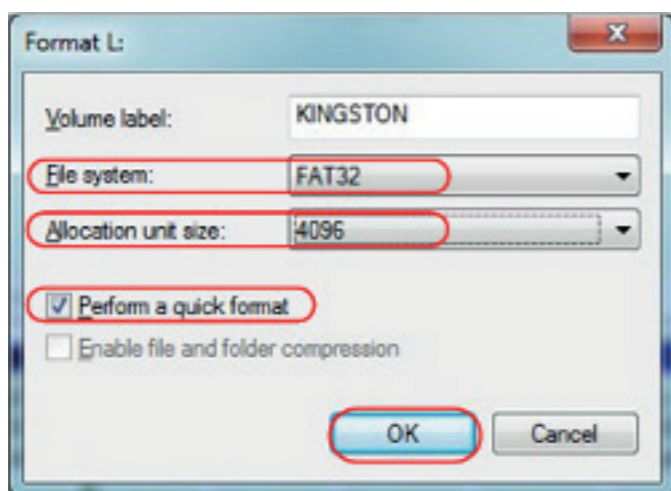 Format L:
Volume label: KINGSTON
File system: FAT32
Allocation unit size: 4096
Perform a quick format
Enable file and folder compression
OK Cancel